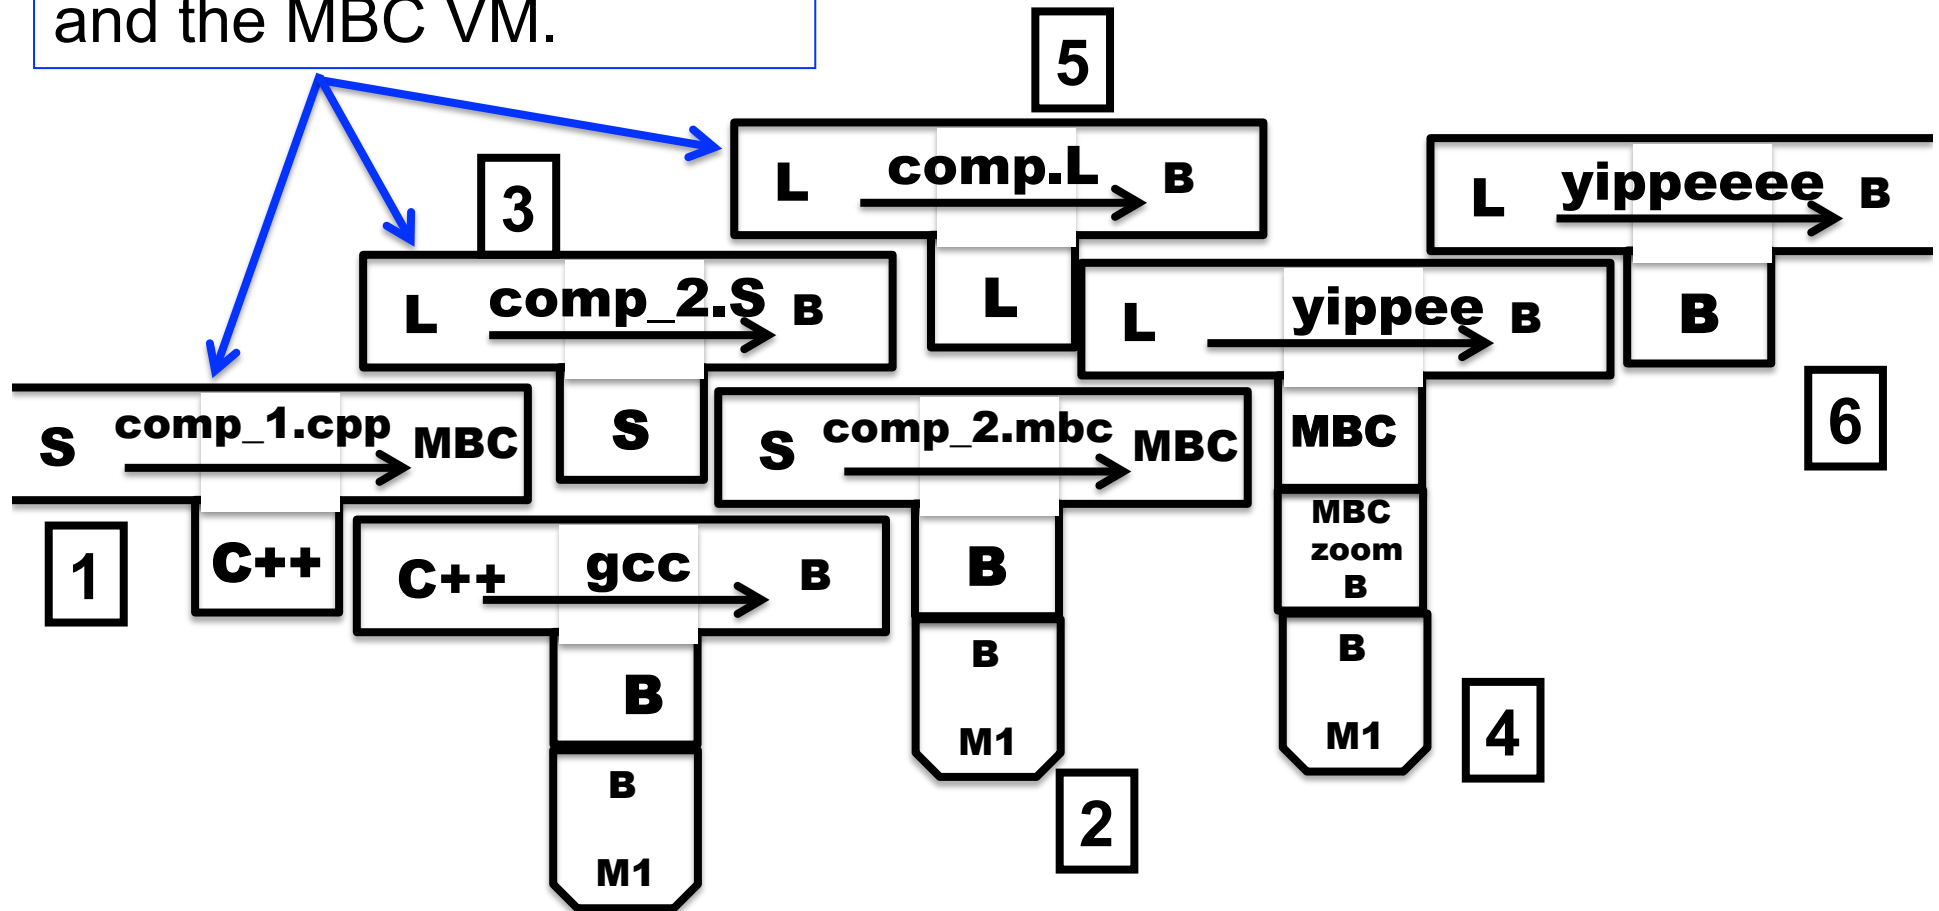 and the MBC VM.
5
L comp.L B
L
3
L comp_2.S B
S
L yippeeee B
B
6
L yippee B
MBC
MBC
zoom
B
B
M1
4
S comp_1.cpp MBC
C++
1
S comp_2.mbc MBC
B
B
M1
2
C++ gcc B
B
B
M1